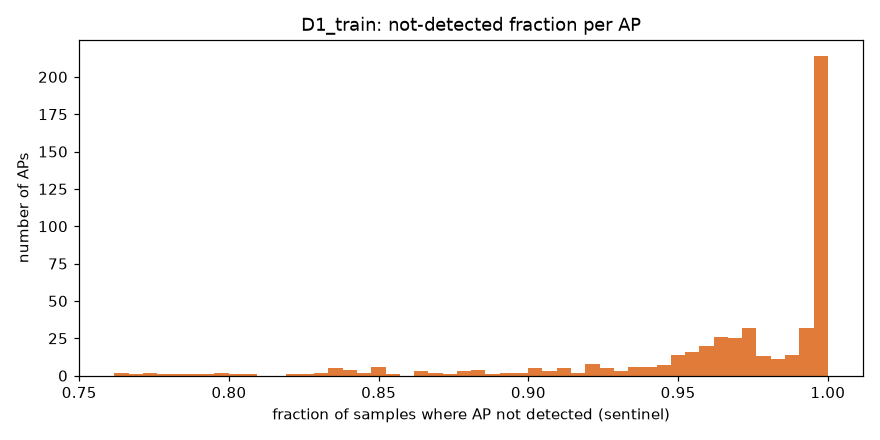 D1_train: not-detected fraction per AP
number of APs
200
175
150
125
100
75
50
25
0
0.75 0.80 0.85 0.90 0.95 1.00
fraction of samples where AP not detected (sentinel)